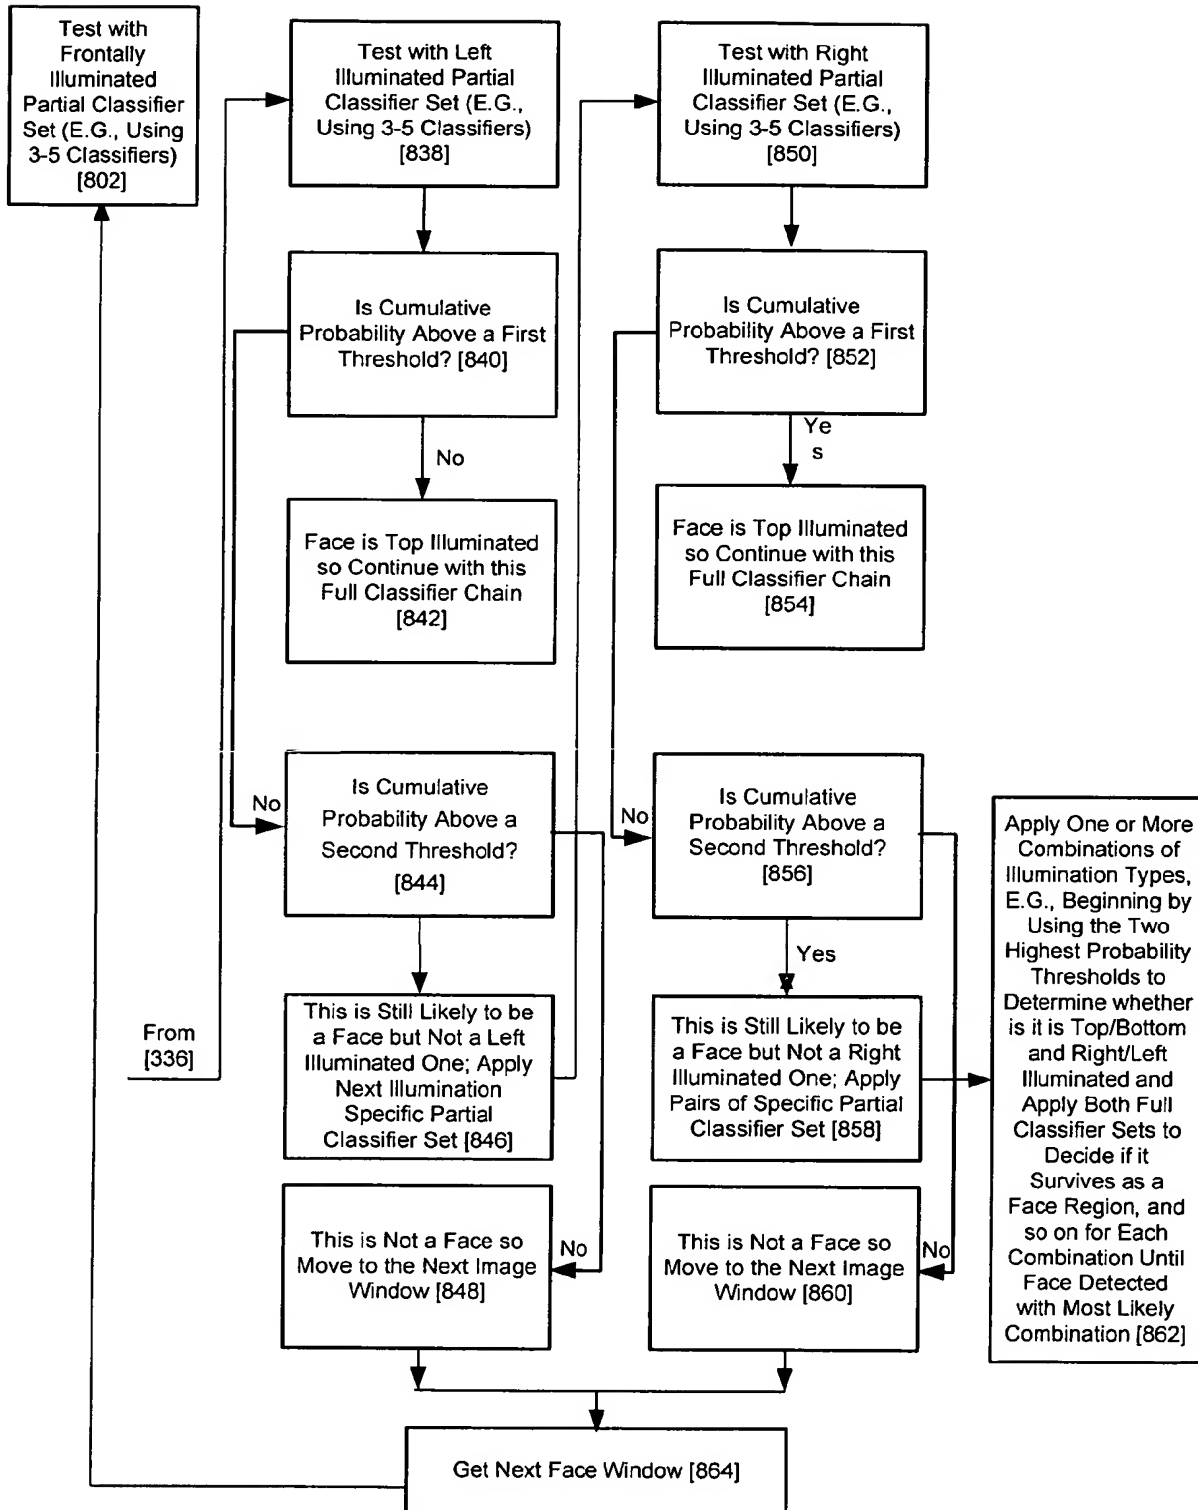 Test with
Frontally
Illuminated
Partial Classifier
Set (E.G., Using
3-5 Classifiers)
[802]
Test with Left
Illuminated Partial
Classifier Set (E.G.,
Using 3-5 Classifiers)
[838]
Test with Right
Illuminated Partial
Classifier Set (E.G.,
Using 3-5 Classifiers)
[850]
Is Cumulative
Probability Above a First
Threshold? [840]
Is Cumulative
Probability Above a First
Threshold? [852]
No
Ye
s
Face is Top Illuminated
so Continue with this
Full Classifier Chain
[842]
Face is Top Illuminated
so Continue with this
Full Classifier Chain
[854]
No
Is Cumulative
Probability Above a
Second Threshold?
[844]
No
Is Cumulative
Probability Above a
Second Threshold?
[856]
Yes
From
[336]
This is Still Likely to be
a Face but Not a Left
Illuminated One; Apply
Next Illumination
Specific Partial
Classifier Set [846]
This is Still Likely to be
a Face but Not a Right
Illuminated One; Apply
Pairs of Specific Partial
Classifier Set [858]
Apply One or More
Combinations of
Illumination Types,
E.G., Beginning by
Using the Two
Highest Probability
Thresholds to
Determine whether
is it is Top/Bottom
and Right/Left
Illuminated and
Apply Both Full
Classifier Sets to
Decide if it
Survives as a
Face Region, and
so on for Each
Combination Until
Face Detected
with Most Likely
Combination [862]
This is Not a Face so
Move to the Next Image
Window [848]
No
This is Not a Face so
Move to the Next Image
Window [860]
No
Get Next Face Window [864]